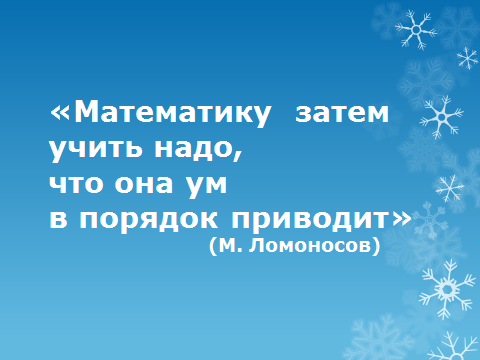 «Математику затем
учить надо,
что она ум
в порядок приводит»
(М. Ломоносов)